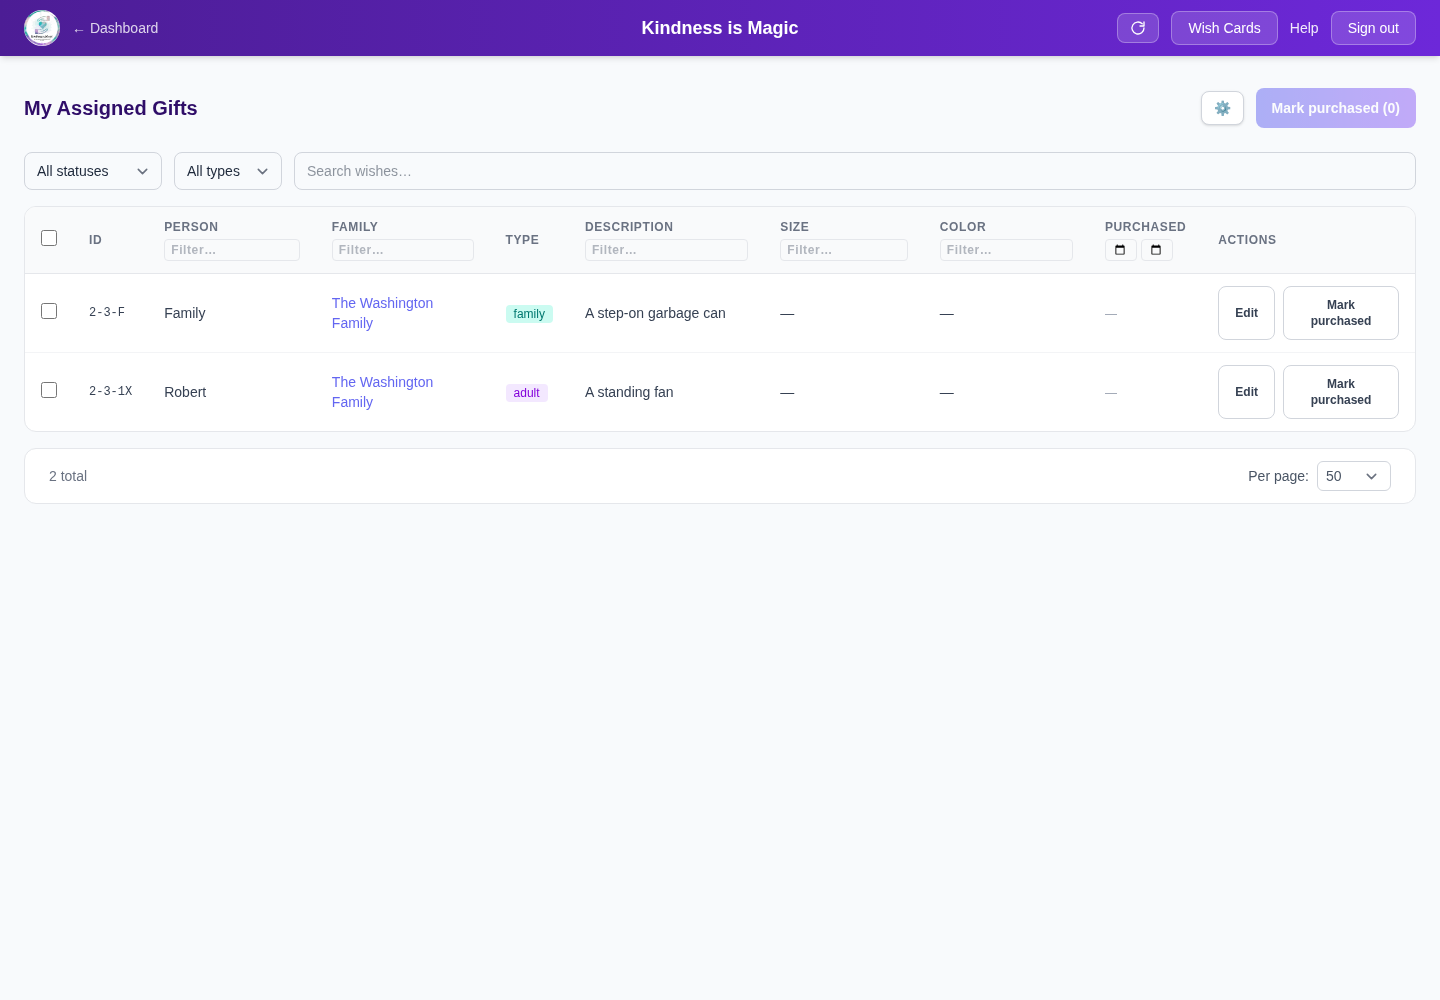 ← Dashboard
Kindness is Magic
Wish Cards
Help
Sign out
My Assigned Gifts
Mark purchased (0)
All statuses
All types
Search wishes…
ID
PERSON
Filter…
FAMILY
Filter…
TYPE
DESCRIPTION
Filter…
SIZE
Filter…
COLOR
Filter…
PURCHASED
ACTIONS
2-3-F
Family
The Washington
Family
family
A step-on garbage can
—
—
—
Edit
Mark
purchased
2-3-1X
Robert
The Washington
Family
adult
A standing fan
—
—
—
Edit
Mark
purchased
2 total
Per page:
50